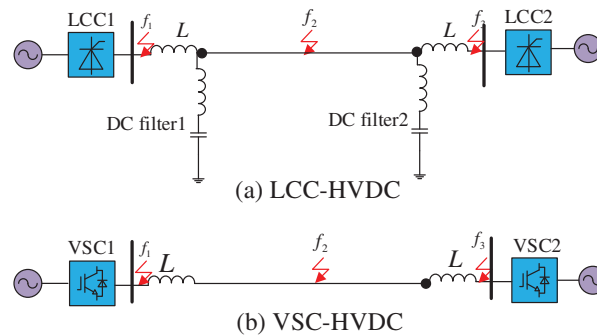 LCC1 f₁ L f₂ L f₃ LCC2
DC filter1 DC filter2
(a) LCC-HVDC
VSC1 f₁ L f₂ f₃ L VSC2
(b) VSC-HVDC